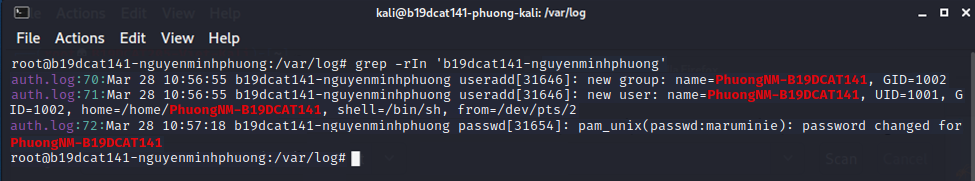 kali@b19dcat141-phuong-kali: /var/log
File Actions Edit View Help
root@b19dcat141-nguyenminhphuong:/var/log# grep -rIn 'b19dcat141-nguyenminhphuong'
auth.log:70:Mar 28 10:56:55 b19dcat141-nguyenminhphuong useradd[31646]: new group: name=PhuongNM-B19DCAT141, GID=1002
auth.log:71:Mar 28 10:56:55 b19dcat141-nguyenminhphuong useradd[31646]: new user: name=PhuongNM-B19DCAT141, UID=1001, G
ID=1002, home=/home/PhuongNM-B19DCAT141, shell=/bin/sh, from=/dev/pts/2
auth.log:72:Mar 28 10:57:18 b19dcat141-nguyenminhphuong passwd[31654]: pam_unix(passwd:maruminie): password changed for
PhuongNM-B19DCAT141
root@b19dcat141-nguyenminhphuong:/var/log#
Scan Cancel